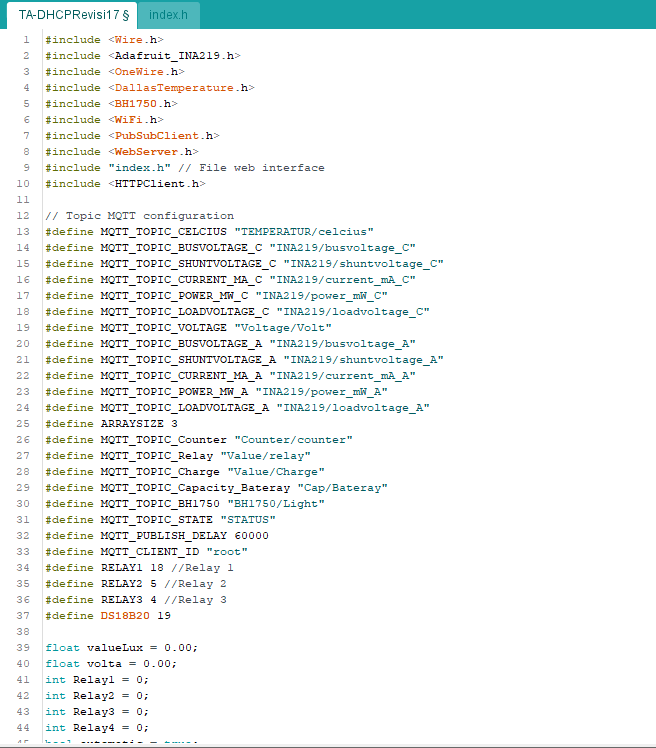 TA-DHCPRevisi17 §
index.h
1 #include <Wire.h>
2 #include <Adafruit_INA219.h>
3 #include <OneWire.h>
4 #include <DallasTemperature.h>
5 #include <BH1750.h>
6 #include <WiFi.h>
7 #include <PubSubClient.h>
8 #include <WebServer.h>
9 #include "index.h" // File web interface
10 #include <HTTPClient.h>
11
12 // Topic MQTT configuration
13 #define MQTT_TOPIC_CELCIUS "TEMPERATUR/celcius"
14 #define MQTT_TOPIC_BUSVOLTAGE_C "INA219/busvoltage_C"
15 #define MQTT_TOPIC_SHUNTVOLTAGE_C "INA219/shuntvoltage_C"
16 #define MQTT_TOPIC_CURRENT_MA_C "INA219/current_mA_C"
17 #define MQTT_TOPIC_POWER_MW_C "INA219/power_mW_C"
18 #define MQTT_TOPIC_LOADVOLTAGE_C "INA219/loadvoltage_C"
19 #define MQTT_TOPIC_VOLTAGE "Voltage/Volt"
20 #define MQTT_TOPIC_BUSVOLTAGE_A "INA219/busvoltage_A"
21 #define MQTT_TOPIC_SHUNTVOLTAGE_A "INA219/shuntvoltage_A"
22 #define MQTT_TOPIC_CURRENT_MA_A "INA219/current_mA_A"
23 #define MQTT_TOPIC_POWER_MW_A "INA219/power_mW_A"
24 #define MQTT_TOPIC_LOADVOLTAGE_A "INA219/loadvoltage_A"
25 #define ARRAYSIZE 3
26 #define MQTT_TOPIC_Counter "Counter/counter"
27 #define MQTT_TOPIC_Relay "Value/relay"
28 #define MQTT_TOPIC_Charge "Value/Charge"
29 #define MQTT_TOPIC_Capacity_Bateray "Cap/Bateray"
30 #define MQTT_TOPIC_BH1750 "BH1750/Light"
31 #define MQTT_TOPIC_STATE "STATUS"
32 #define MQTT_PUBLISH_DELAY 60000
33 #define MQTT_CLIENT_ID "root"
34 #define RELAY1 18 //Relay 1
35 #define RELAY2 5 //Relay 2
36 #define RELAY3 4 //Relay 3
37 #define DS18B20 19
38
39 float valueLux = 0.00;
40 float volta = 0.00;
41 int Relay1 = 0;
42 int Relay2 = 0;
43 int Relay3 = 0;
44 int Relay4 = 0;